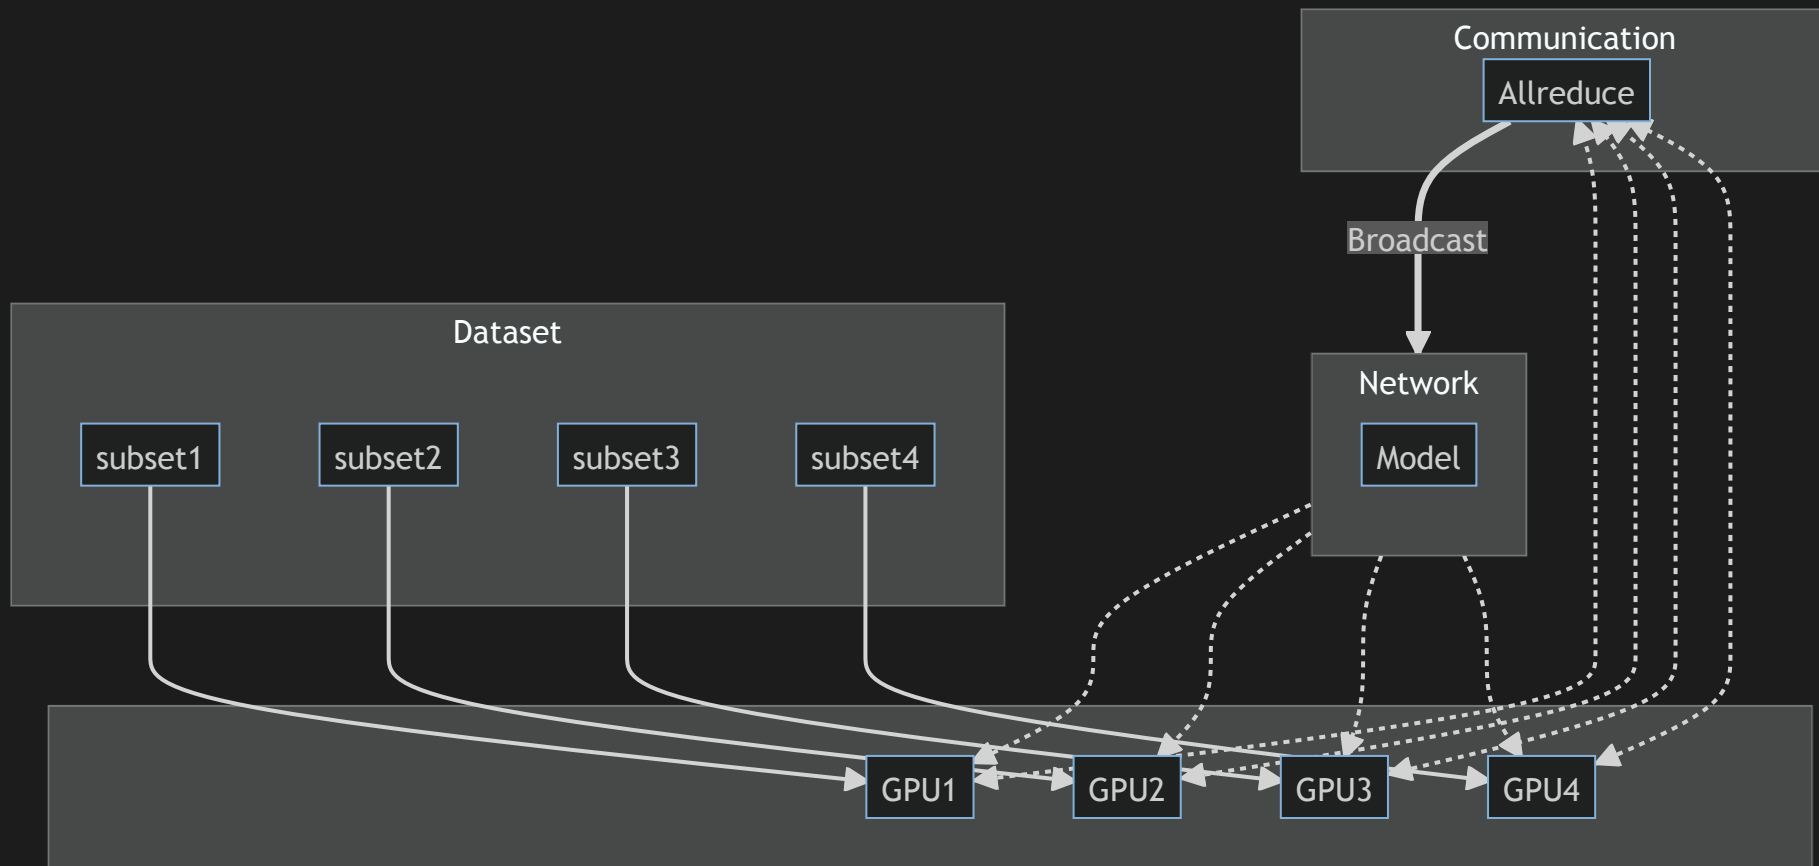 Communication
Allreduce
Broadcast
Dataset
Network
subset1
subset2
subset3
subset4
Model
GPU1
GPU2
GPU3
GPU4